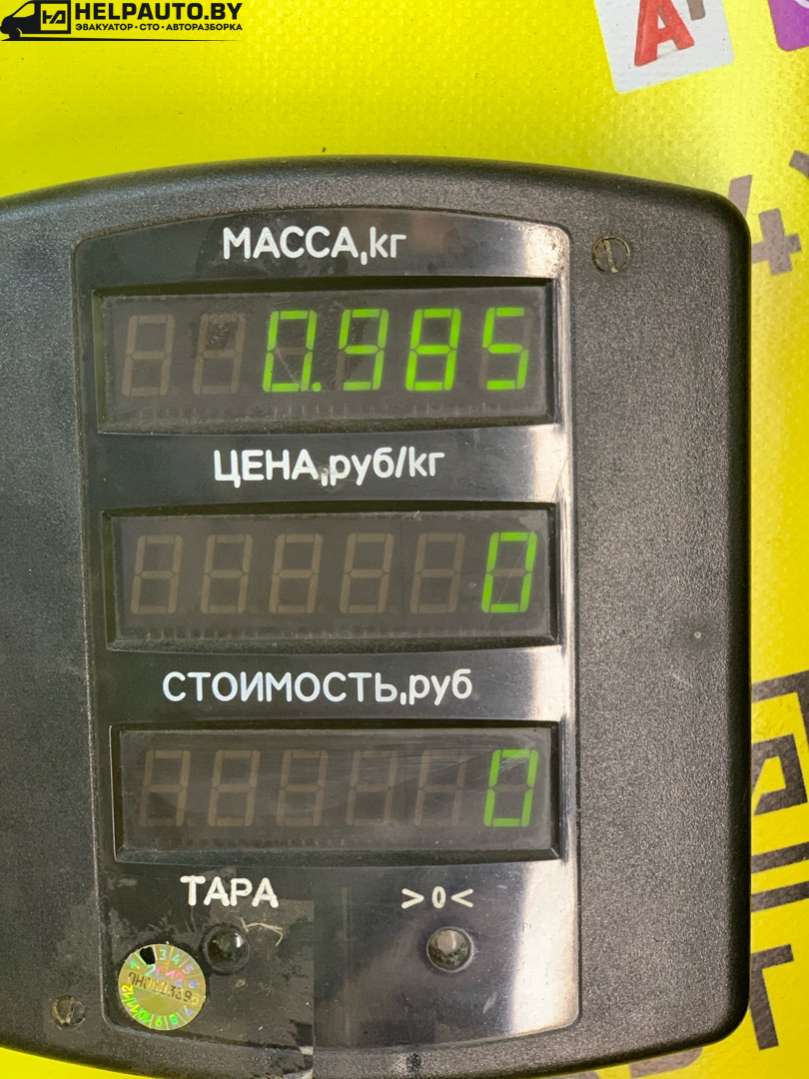 HELPAUTO.BY
ЭВАКУАТОР·СТО·АВТОРАЗБОРКА
МАССА,кг
0.985
ЦЕНА,руб/кг
0
СТОИМОСТЬ,руб
0
ТАРА >0<